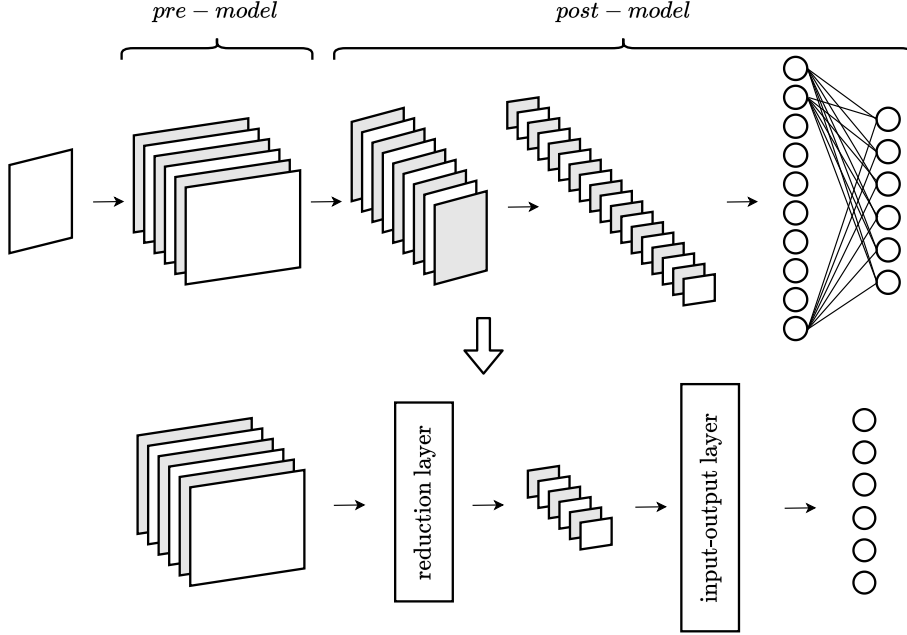 pre − model
post − model
reduction layer
input-output layer